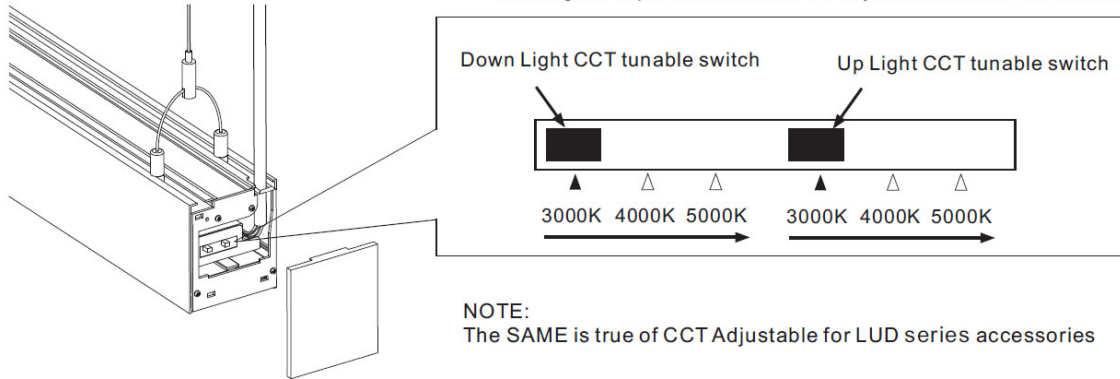 Down Light CCT tunable switch
Up Light CCT tunable switch
3000K 4000K 5000K
3000K 4000K 5000K
NOTE:
The SAME is true of CCT Adjustable for LUD series accessories